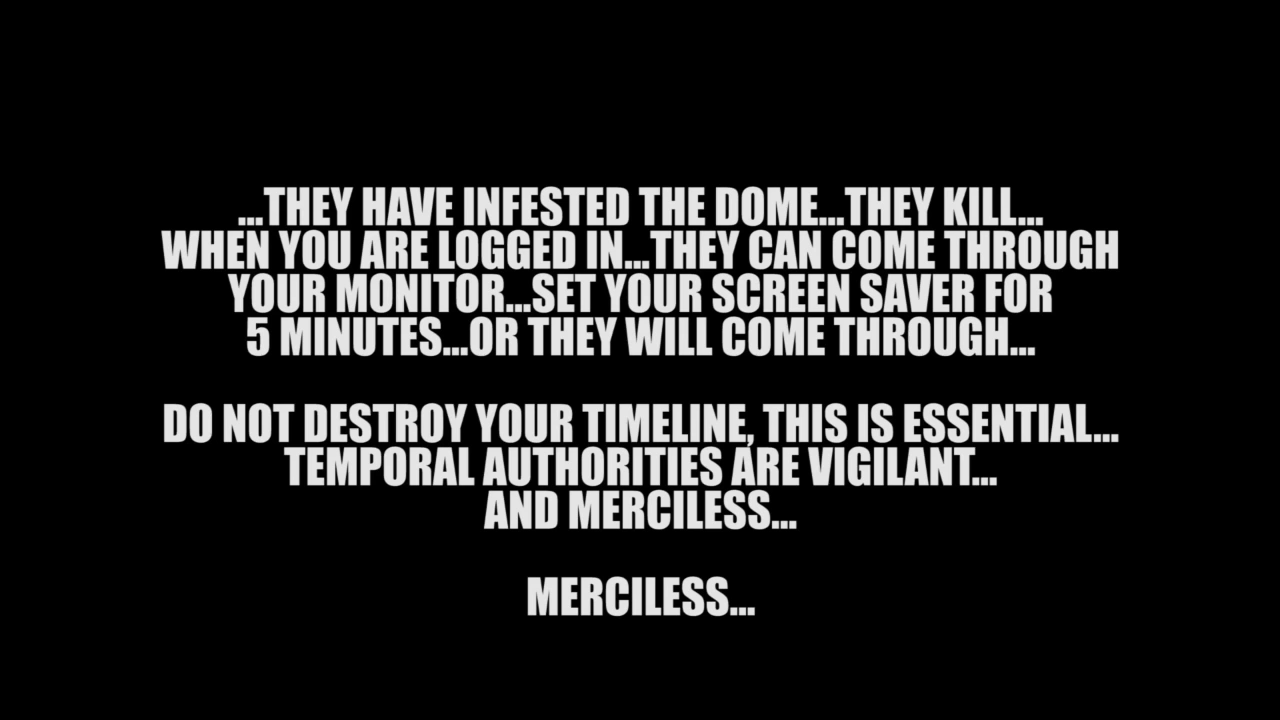 ...THEY HAVE INFESTED THE DOME...THEY KILL...
WHEN YOU ARE LOGGED IN...THEY CAN COME THROUGH
YOUR MONITOR...SET YOUR SCREEN SAVER FOR
5 MINUTES...OR THEY WILL COME THROUGH...
DO NOT DESTROY YOUR TIMELINE, THIS IS ESSENTIAL...
TEMPORAL AUTHORITIES ARE VIGILANT...
AND MERCILESS...
MERCILESS...